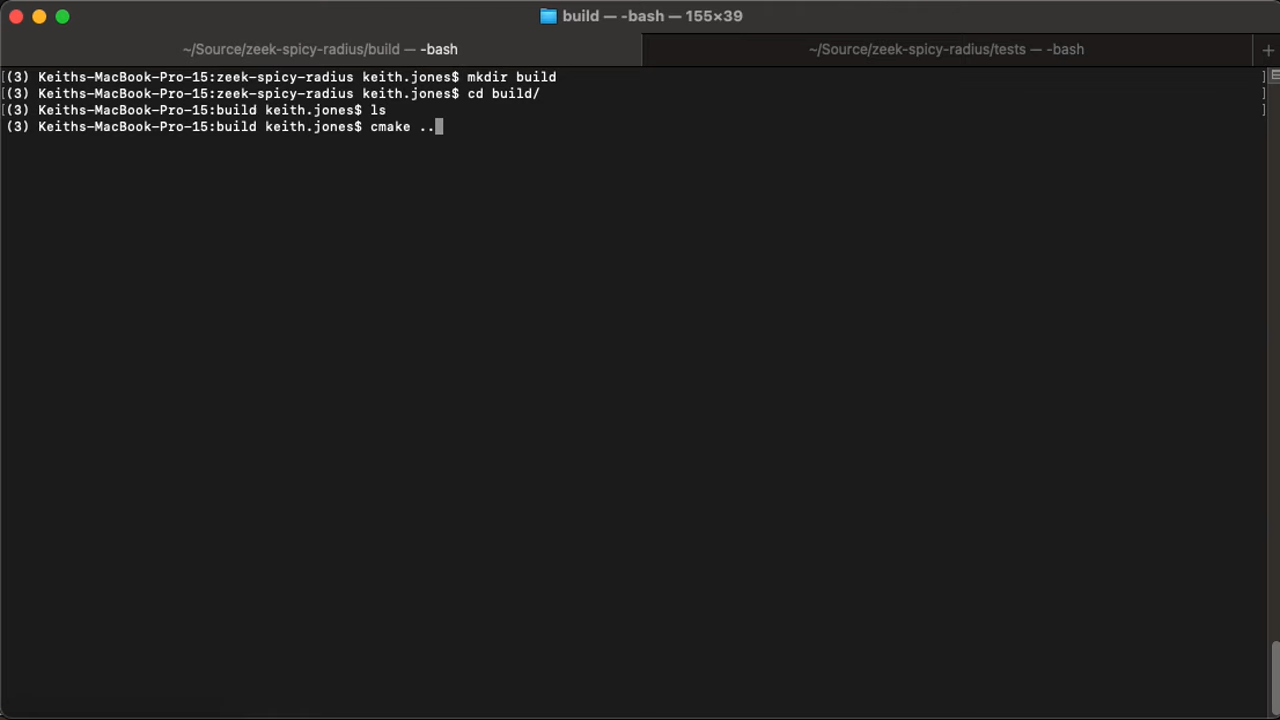 build — -bash — 155×39
~/Source/zeek-spicy-radius/build — -bash
~/Source/zeek-spicy-radius/tests — -bash
+
[(3) Keiths-MacBook-Pro-15:zeek-spicy-radius keith.jones$ mkdir build ]
[(3) Keiths-MacBook-Pro-15:zeek-spicy-radius keith.jones$ cd build/ ]
[(3) Keiths-MacBook-Pro-15:build keith.jones$ ls ]
(3) Keiths-MacBook-Pro-15:build keith.jones$ cmake ..